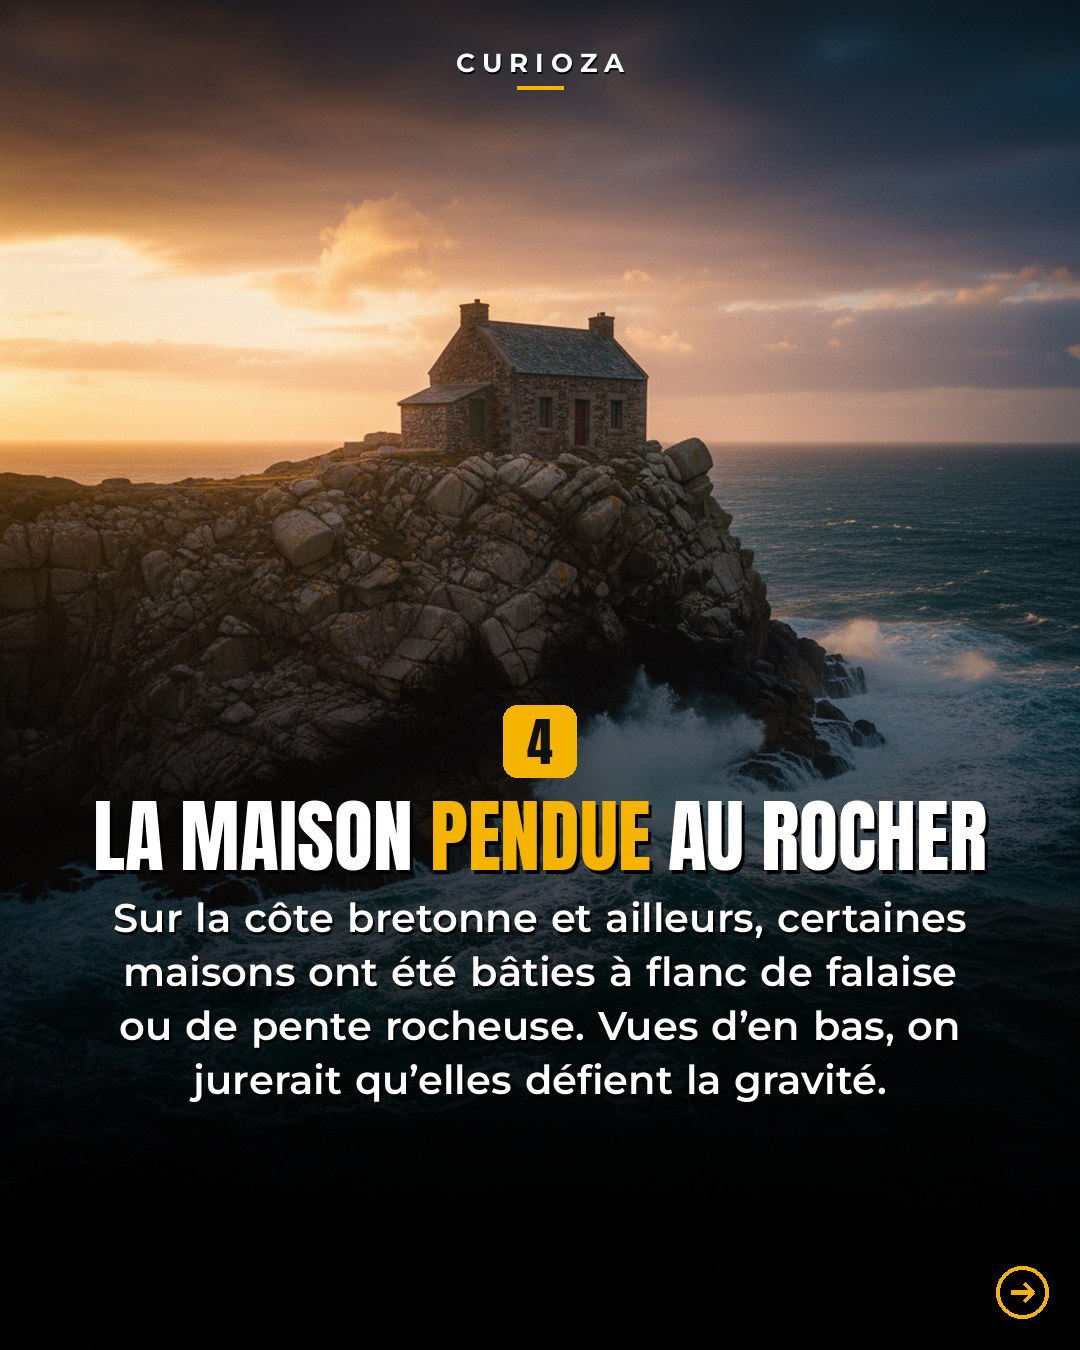 CURIOZA
4
LA MAISON PENDUE AU ROCHER
Sur la côte bretonne et ailleurs, certaines
maisons ont été bâties à flanc de falaise
ou de pente rocheuse. Vues d’en bas, on
jurerait qu’elles défient la gravité.